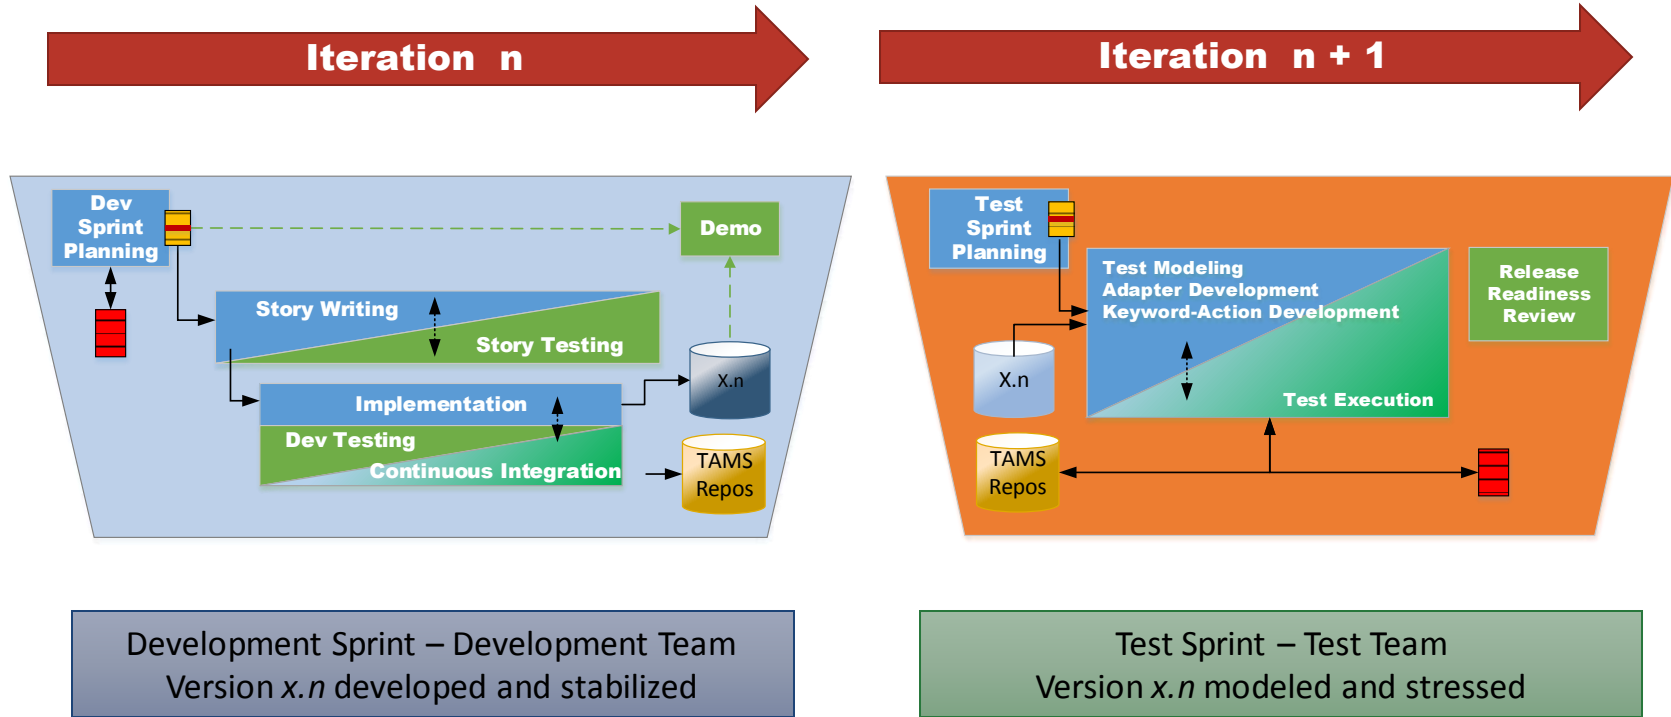 Iteration n
Iteration n + 1
Dev
Sprint
Planning
Demo
Story Writing
Story Testing
X.n
Implementation
Dev Testing
Continuous Integration
TAMS
Repos
Test
Sprint
Planning
Test Modeling
Adapter Development
Keyword-Action Development
Release
Readiness
Review
X.n
Test Execution
TAMS
Repos
Development Sprint – Development Team
Version x.n developed and stabilized
Test Sprint – Test Team
Version x.n modeled and stressed